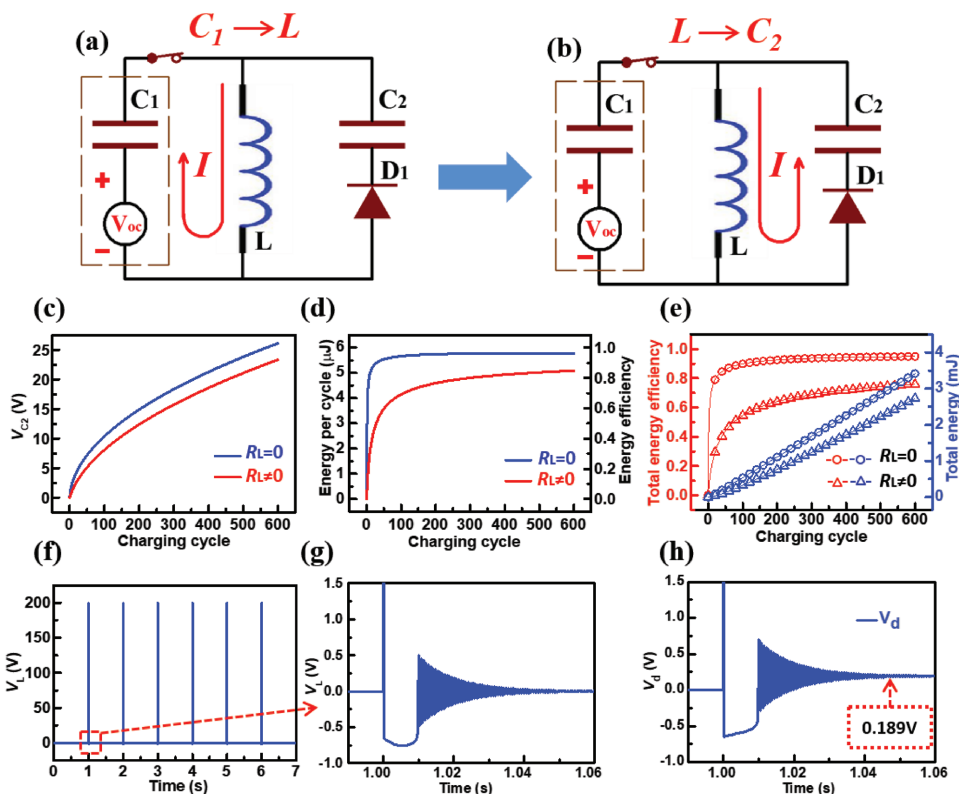 (a)
C1 → L
C1
C2
D1
I
+
Voc
−
L
(b)
L → C2
C1
C2
D1
I
+
Voc
−
L
(c)
VC2 (V)
25
20
15
10
5
0
0 100 200 300 400 500 600
Charging cycle
RL=0
RL≠0
(d)
Energy per cycle (μJ)
6
5
4
3
2
1
0
0 100 200 300 400 500 600
Charging cycle
1.0
0.8
0.6
0.4
0.2
0.0
Energy efficiency
RL=0
RL≠0
(e)
Total energy efficiency
1.0
0.8
0.6
0.4
0.2
0.0
0 100 200 300 400 500 600
Charging cycle
4
3
2
1
0
Total energy (mJ)
RL=0
RL≠0
(f)
VL (V)
200
150
100
50
0
0 1 2 3 4 5 6 7
Time (s)
(g)
VL (V)
1.5
1.0
0.5
0.0
-0.5
-1.0
1.00 1.02 1.04 1.06
Time (s)
(h)
Vd (V)
1.5
1.0
0.5
0.0
-0.5
-1.0
1.00 1.02 1.04 1.06
Time (s)
Vd
0.189V